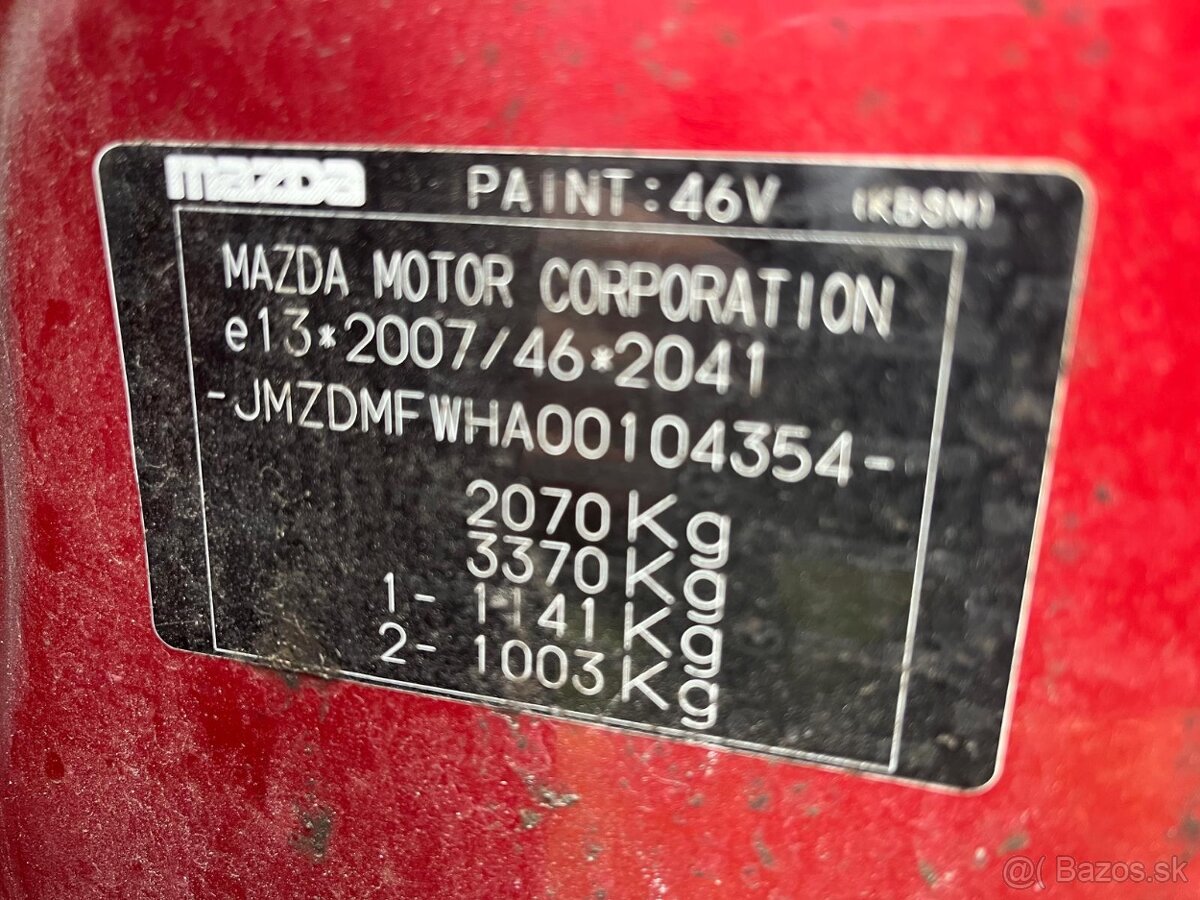 mazda PAINT:46V (KBSM)
MAZDA MOTOR CORPORATION
e13*2007/46*2041
-JMZDMFWHA00104354-
2070Kg
3370Kg
1- 1141Kg
2- 1003Kg
@( Bazos.sk